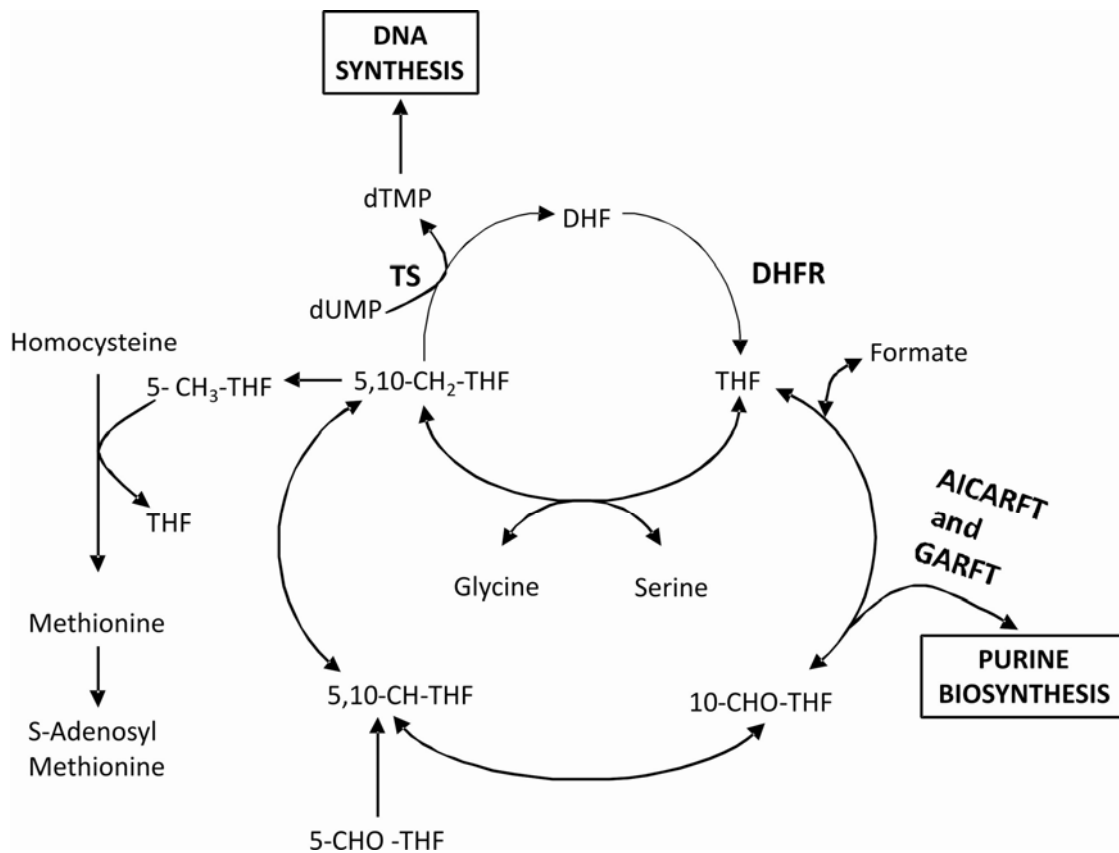 DNA
SYNTHESIS
dTMP
DHF
TS
DHFR
dUMP
Homocysteine
Formate
5- CH₃-THF
5,10-CH₂-THF
THF
AICARFT
and
GARFT
THF
Glycine
Serine
Methionine
PURINE
BIOSYNTHESIS
5,10-CH-THF
10-CHO-THF
S-Adenosyl
Methionine
5-CHO -THF